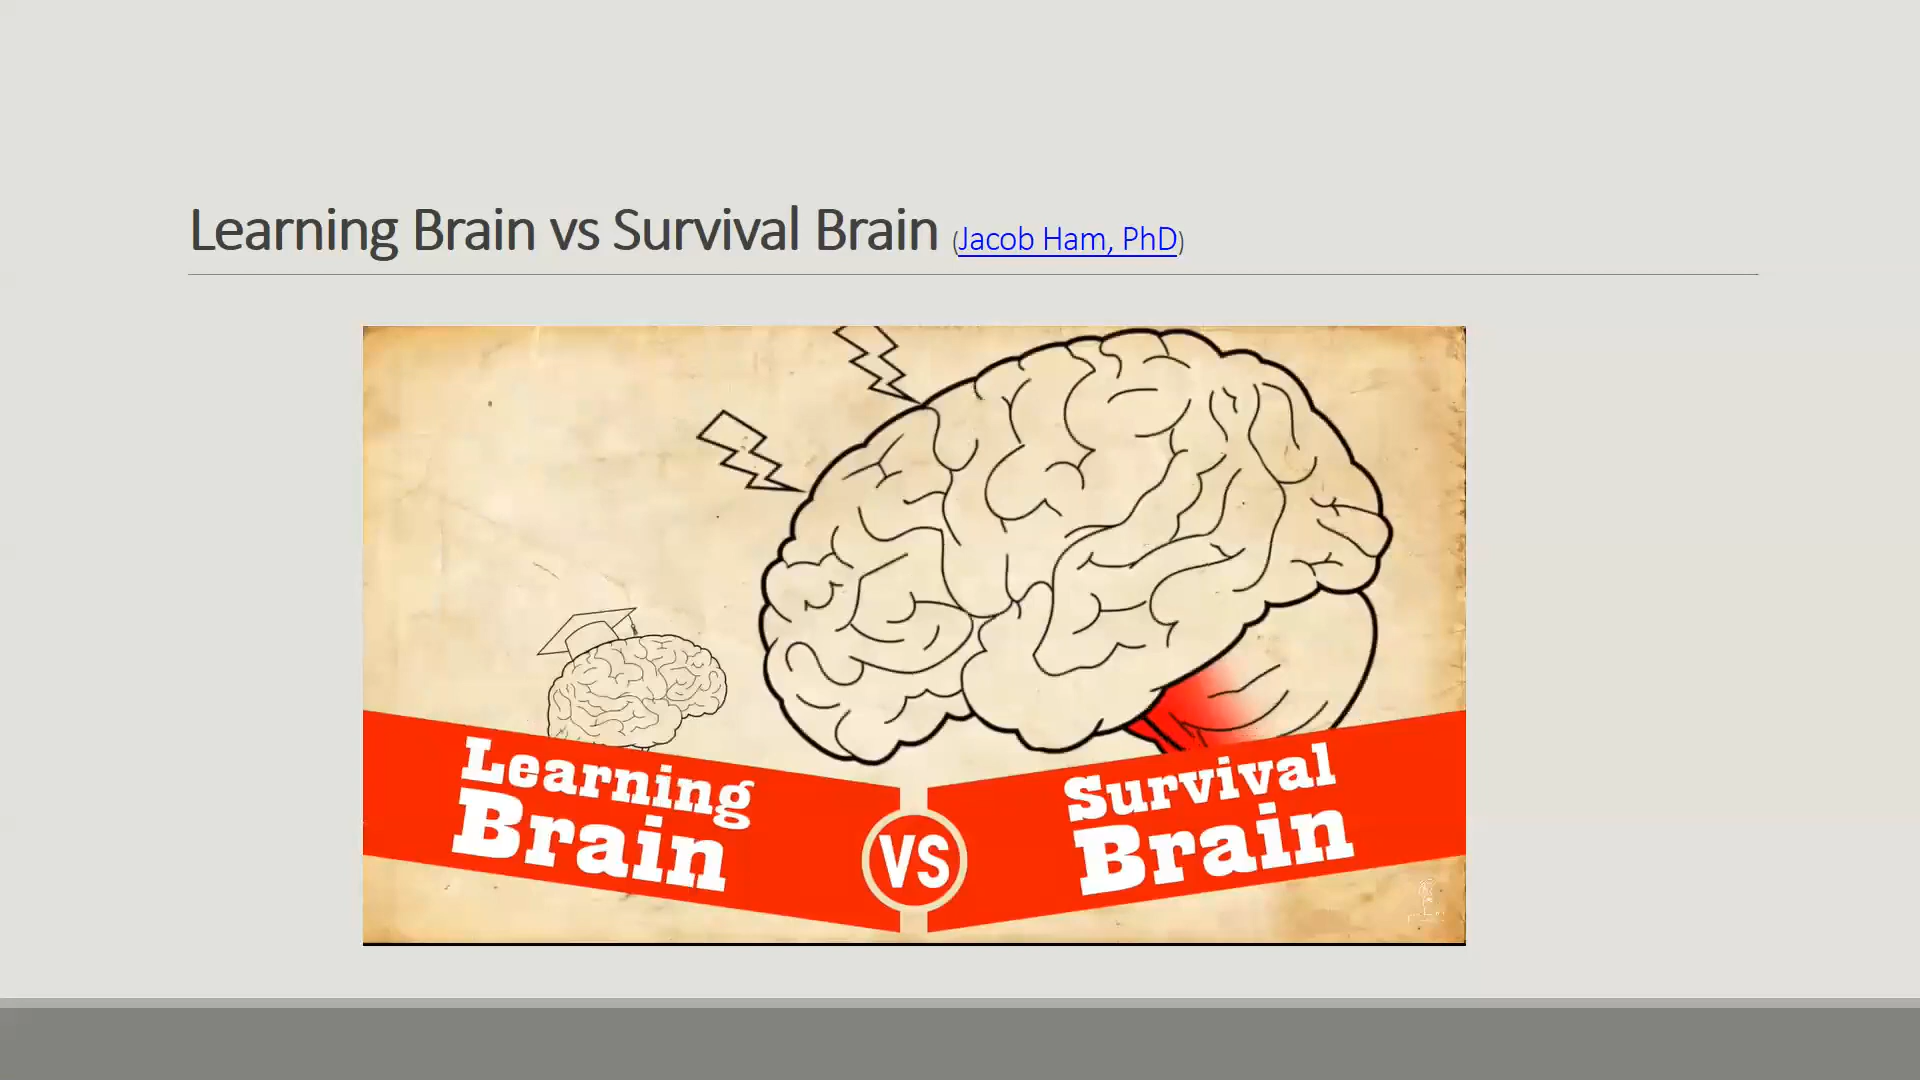 Learning Brain vs Survival Brain (Jacob Ham, PhD)
Learning
Brain
VS
Survival
Brain